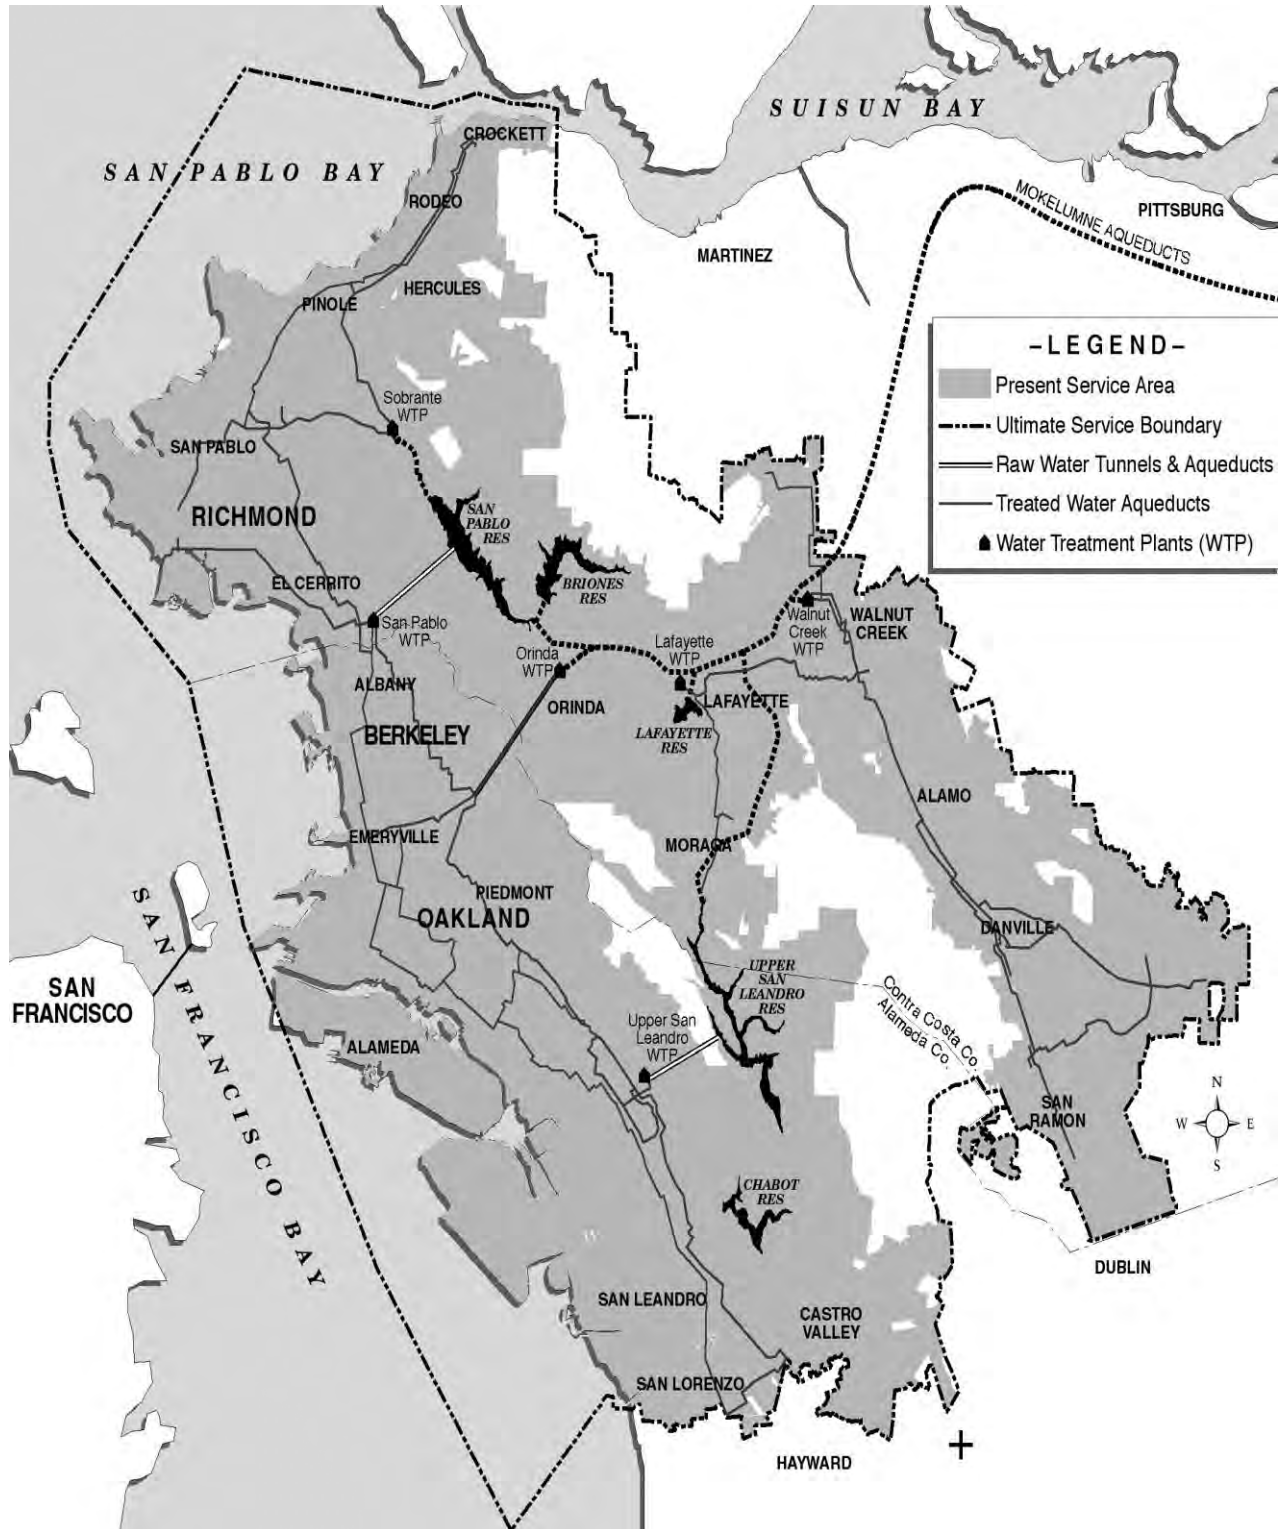 SUISUN BAY
CROCKETT
SAN PABLO BAY
RODEO
MOKELUMNE AQUEDUCTS
PITTSBURG
MARTINEZ
HERCULES
PINOLE
–LEGEND–
Present Service Area
Ultimate Service Boundary
Raw Water Tunnels & Aqueducts
Treated Water Aqueducts
Water Treatment Plants (WTP)
Sobrante
WTP
SAN PABLO
RICHMOND
SAN
PABLO
RES
EL CERRITO
BRIONES
RES
San Pablo
WTP
Orinda
WTP
Lafayette
WTP
Walnut
Creek
WTP
WALNUT
CREEK
ALBANY
ORINDA
LAFAYETTE
BERKELEY
LAFAYETTE
RES
ALAMO
EMERYVILLE
MORAGA
PIEDMONT
OAKLAND
DANVILLE
SAN
FRANCISCO
SAN FRANCISCO BAY
UPPER
SAN
LEANDRO
RES
Contra Costa Co.
Alameda Co.
Upper San
Leandro
WTP
ALAMEDA
SAN
RAMON
N
W
E
S
CHABOT
RES
DUBLIN
SAN LEANDRO
CASTRO
VALLEY
SAN LORENZO
HAYWARD